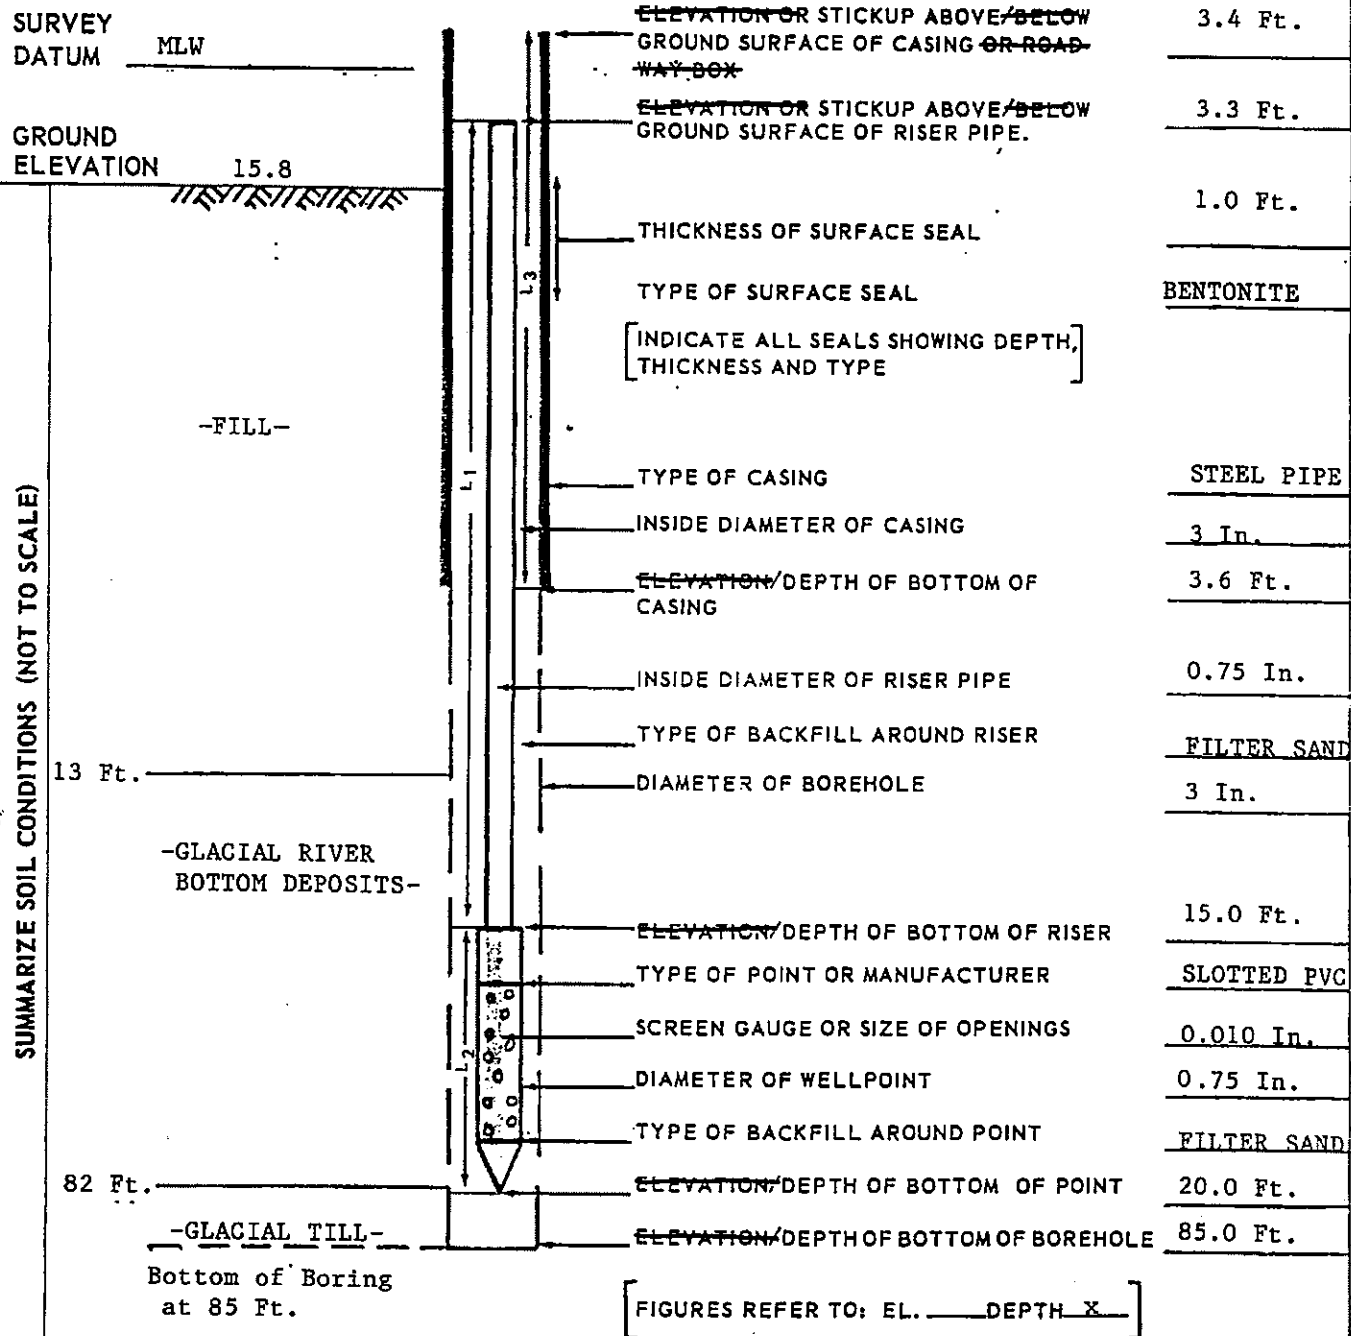 SURVEY
DATUM MLW
ELEVATION OR STICKUP ABOVE/BELOW 3.4 Ft.
GROUND SURFACE OF CASING OR ROAD-
WAY BOX
ELEVATION OR STICKUP ABOVE/BELOW 3.3 Ft.
GROUND SURFACE OF RISER PIPE.
GROUND
ELEVATION 15.8
THICKNESS OF SURFACE SEAL 1.0 Ft.
L3
TYPE OF SURFACE SEAL BENTONITE
[INDICATE ALL SEALS SHOWING DEPTH,
THICKNESS AND TYPE]
-FILL-
L1
TYPE OF CASING STEEL PIPE
INSIDE DIAMETER OF CASING 3 In.
ELEVATION/DEPTH OF BOTTOM OF 3.6 Ft.
CASING
SUMMARIZE SOIL CONDITIONS (NOT TO SCALE)
INSIDE DIAMETER OF RISER PIPE 0.75 In.
TYPE OF BACKFILL AROUND RISER FILTER SAND
13 Ft.
DIAMETER OF BOREHOLE 3 In.
-GLACIAL RIVER
BOTTOM DEPOSITS-
ELEVATION/DEPTH OF BOTTOM OF RISER 15.0 Ft.
TYPE OF POINT OR MANUFACTURER SLOTTED PVC
SCREEN GAUGE OR SIZE OF OPENINGS 0.010 In.
L2
DIAMETER OF WELLPOINT 0.75 In.
TYPE OF BACKFILL AROUND POINT FILTER SAND
82 Ft.
ELEVATION/DEPTH OF BOTTOM OF POINT 20.0 Ft.
-GLACIAL TILL-
ELEVATION/DEPTH OF BOTTOM OF BOREHOLE 85.0 Ft.
Bottom of Boring
at 85 Ft.
[FIGURES REFER TO: EL. ____DEPTH X]